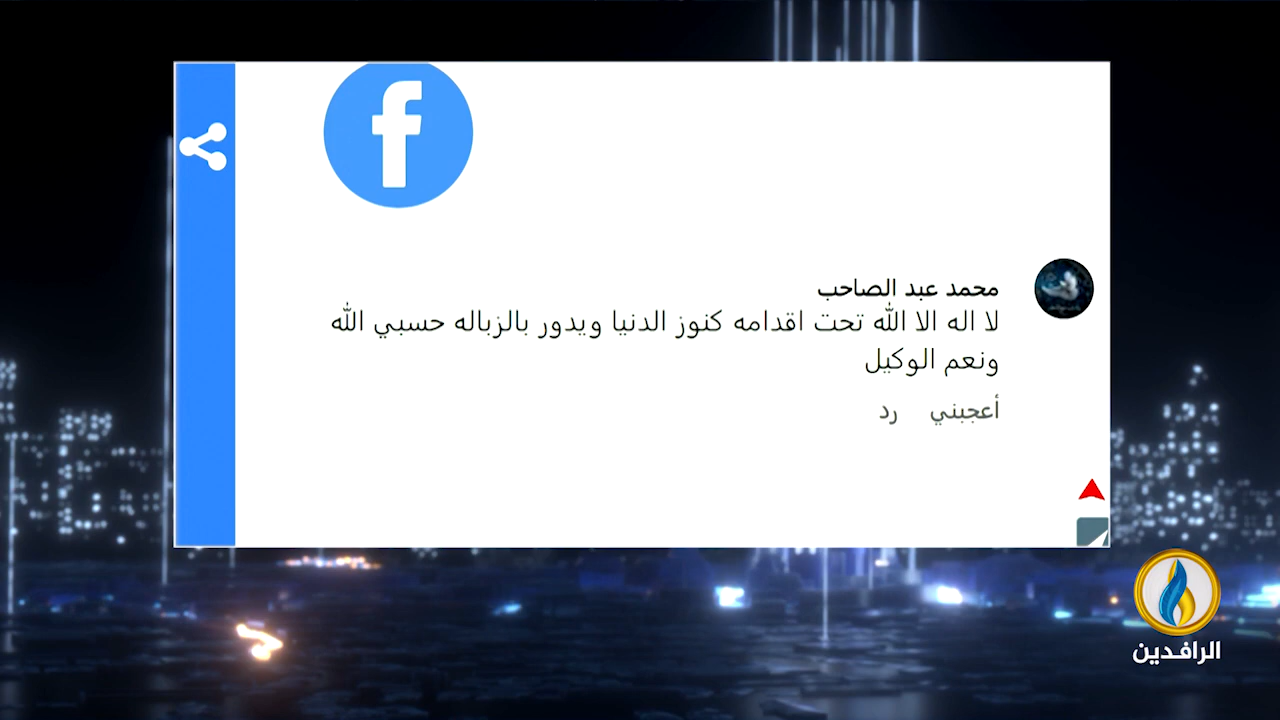 محمد عبد الصاحب
لا اله الا الله تحت اقدامه كنوز الدنيا ويدور بالزباله حسبي الله
ونعم الوكيل
أعجبني رد
الرافدين